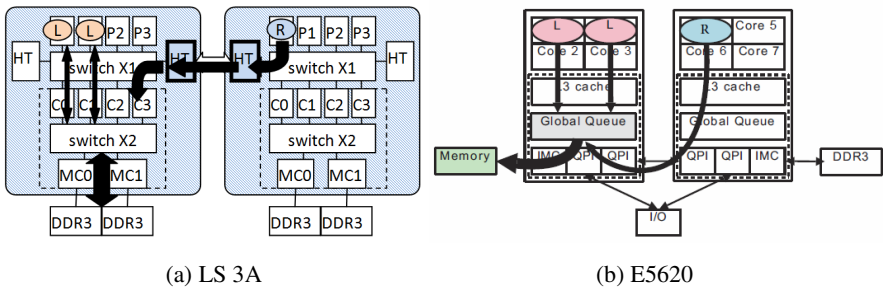 L L P2 P3
HT switch X1 HT
C0 C1 C2 C3
switch X2
MC0 MC1
DDR3 DDR3
R P1 P2 P3
HT switch X1 HT
C0 C1 C2 C3
switch X2
MC0 MC1
DDR3 DDR3
(a) LS 3A
L L
Core 2 Core 3
L3 cache
Global Queue
Memory IMC QPI QPI
R Core 5
Core 6 Core 7
L3 cache
Global Queue
QPI QPI IMC DDR3
I/O
(b) E5620